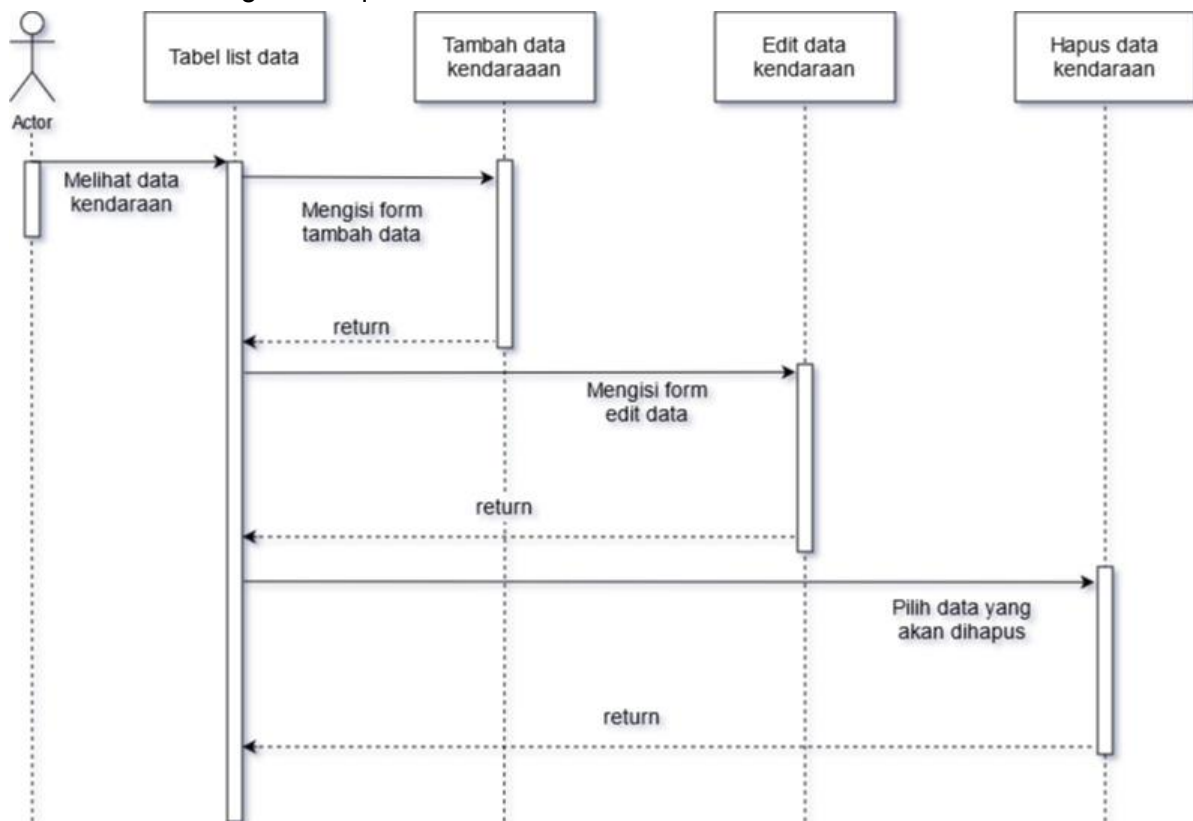 Actor
Tabel list data
Tambah data
kendaraaan
Edit data
kendaraan
Hapus data
kendaraan
Melihat data
kendaraan
Mengisi form
tambah data
return
Mengisi form
edit data
return
Pilih data yang
akan dihapus
return